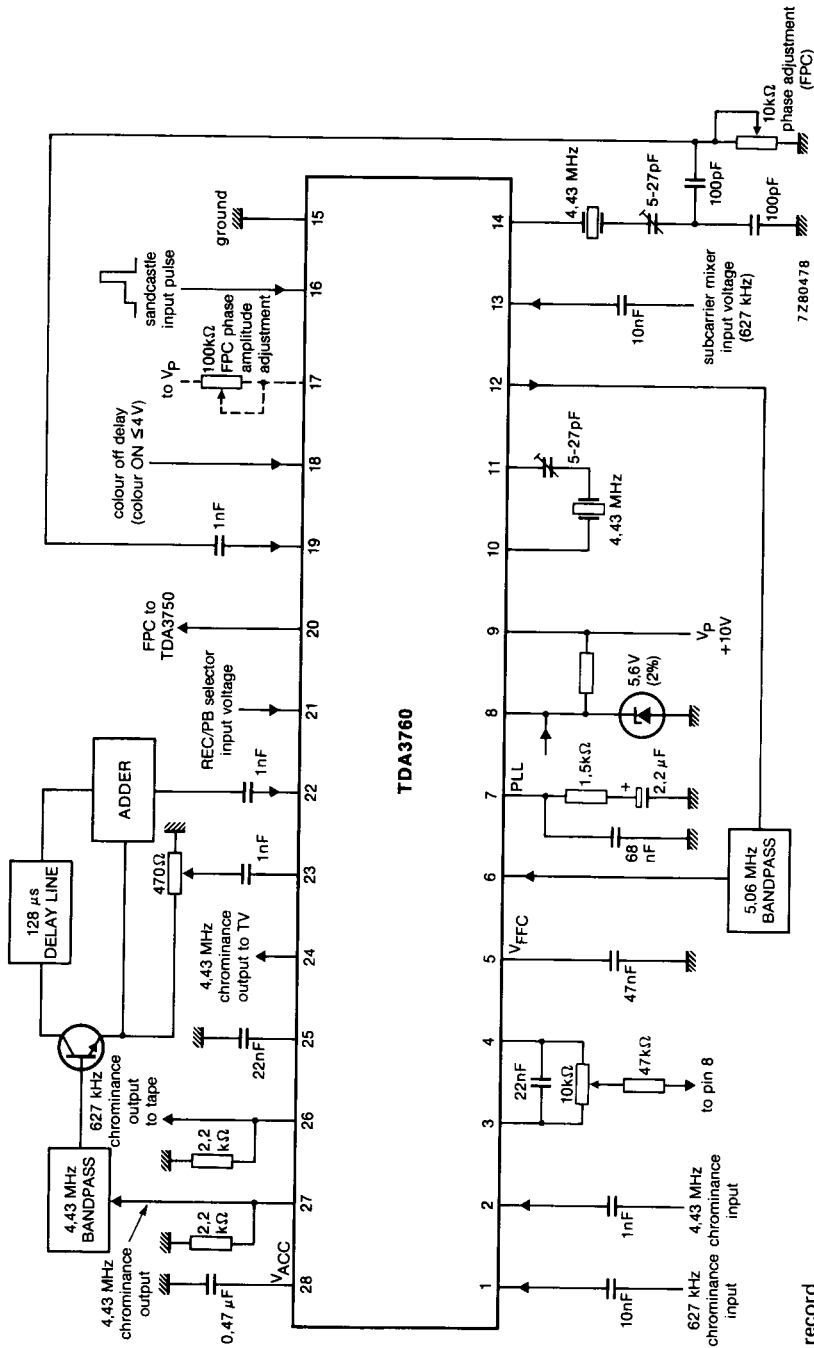 4,43 MHz
BANDPASS
128 µs
DELAY LINE
ADDER
4,43 MHz
chrominance
output
627 kHz
chrominance
output
to tape
4,43 MHz
chrominance
output to TV
REC/PB selector
input voltage
FPC to
TDA3750
colour off delay
(colour ON ≤4V)
to VP
100kΩ
FPC phase
amplitude
adjustment
sandcastle
input pulse
ground
0,47 µF
2,2
kΩ
2,2
kΩ
22nF
470Ω
1nF
1nF
1nF
VACC
28
27
26
25
24
23
22
21
20
19
18
17
16
15
TDA3760
1
2
3
4
5
6
7
8
9
10
11
12
13
14
VFFC
PLL
10nF
627 kHz
chrominance
input
1nF
4,43 MHz
chrominance
input
22nF
10kΩ
47kΩ
to pin 8
47nF
5,06 MHz
BANDPASS
68
nF
1,5kΩ
+
2,2 µF
5,6V
(2%)
VP
+10V
4,43 MHz
5-27pF
10nF
subcarrier mixer
input voltage
(627 kHz)
4,43 MHz
5-27pF
100pF
100pF
10kΩ
phase adjustment
(FPC)
7Z80478
record